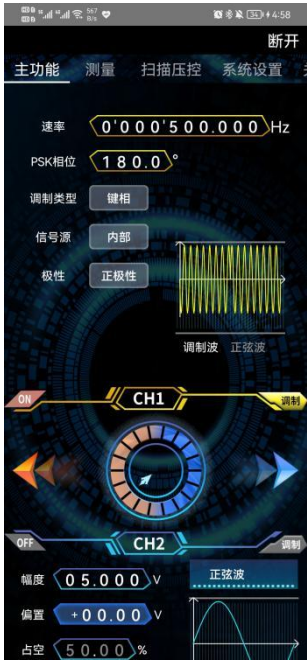 567 B/s 34 4:58
断开
主功能 测量 扫描压控 系统设置
速率 0'000'500.000 Hz
PSK相位 180.0 °
调制类型 键相
信号源 内部
极性 正极性
调制波 正弦波
ON CH1 调制
OFF CH2 调制
幅度 05.000 V 正弦波
偏置 +00.00 V
占空 50.00 %